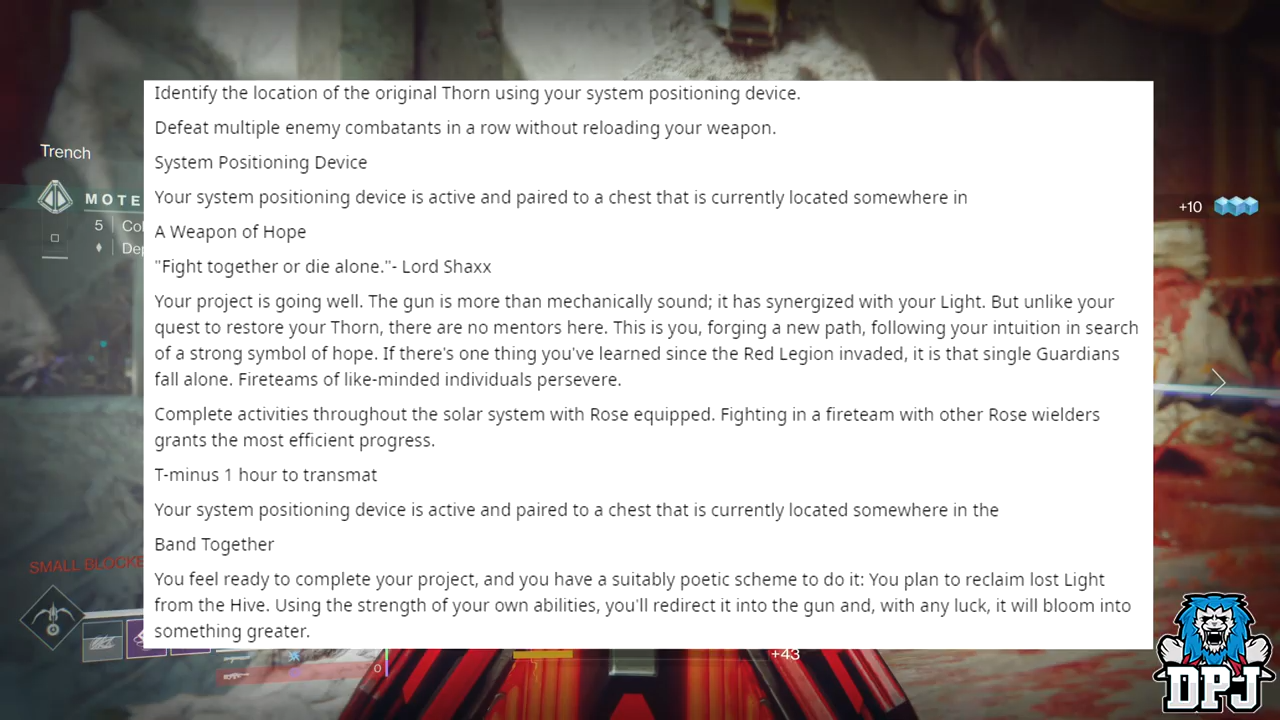 Identify the location of the original Thorn using your system positioning device.
Defeat multiple enemy combatants in a row without reloading your weapon.
Trench
System Positioning Device
MOTE
Your system positioning device is active and paired to a chest that is currently located somewhere in
+10
5 Col
A Weapon of Hope
Dep
"Fight together or die alone."- Lord Shaxx
Your project is going well. The gun is more than mechanically sound; it has synergized with your Light. But unlike your
quest to restore your Thorn, there are no mentors here. This is you, forging a new path, following your intuition in search
of a strong symbol of hope. If there's one thing you've learned since the Red Legion invaded, it is that single Guardians
fall alone. Fireteams of like-minded individuals persevere.
Complete activities throughout the solar system with Rose equipped. Fighting in a fireteam with other Rose wielders
grants the most efficient progress.
T-minus 1 hour to transmat
Your system positioning device is active and paired to a chest that is currently located somewhere in the
Band Together
SMALL BLOCKE
You feel ready to complete your project, and you have a suitably poetic scheme to do it: You plan to reclaim lost Light
from the Hive. Using the strength of your own abilities, you'll redirect it into the gun and, with any luck, it will bloom into
something greater.
+43
0
DPJ